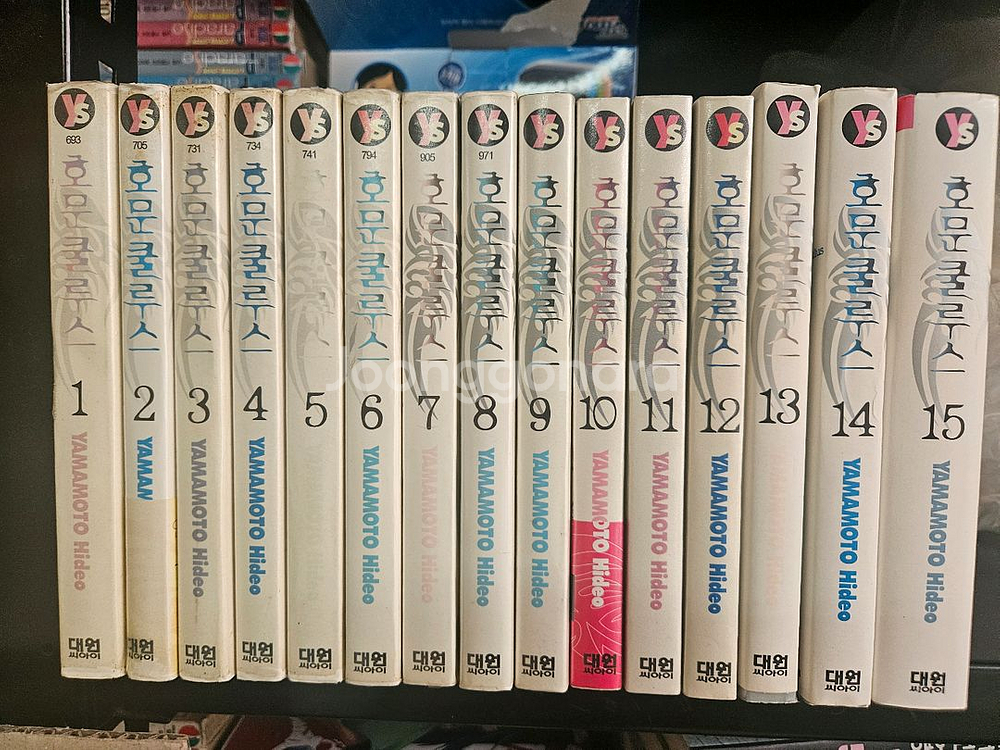 YS
693
호문쿨루스
1
YAMAMOTO Hideo
대원
씨아이
YS
705
호문쿨루스
2
YAMAM
대원
씨아이
YS
731
호문쿨루스
3
YAMAMOTO Hideo
대원
씨아이
YS
734
호문쿨루스
4
YAMAMOTO Hideo
대원
씨아이
YS
741
5
대원
씨아이
YS
794
호문쿨루스
6
YAMAMOTO Hideo
대원
씨아이
YS
905
호문쿨루스
7
YAMAMOTO Hideo
대원
씨아이
YS
971
호문쿨루스
8
YAMAMOTO Hideo
대원
씨아이
YS
호문쿨루스
9
YAMAMOTO Hideo
대원
씨아이
YS
호문쿨루스
10
YAMAMOTO Hideo
대원
씨아이
YS
호문쿨루스
11
YAMAMOTO Hideo
대원
씨아이
YS
호문쿨루스
12
YAMAMOTO Hideo
대원
씨아이
YS
호문쿨루스
13
YAMAMOTO Hideo
대원
씨아이
YS
호문쿨루스
14
YAMAMOTO Hideo
대원
씨아이
YS
호문쿨루스
15
YAMAMOTO Hideo
대원
씨아이
Joonggonara